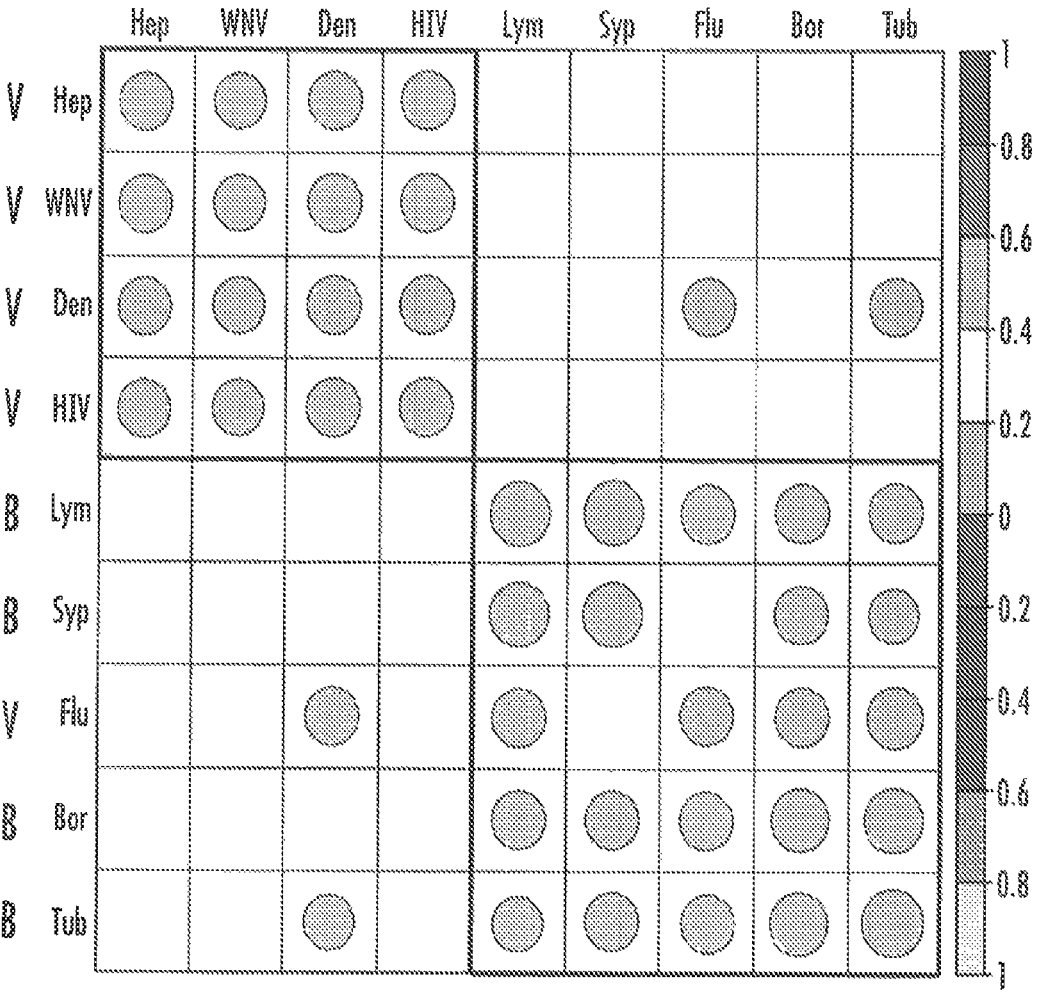 Hep WNV Den HIV Lym Syp Flu Bor Tub
1
V Hep
0.8
V WNV
0.6
V Den
0.4
V HIV
0.2
B Lym
0
B Syp
0.2
V Flu
0.4
B Bor
0.6
B Tub
0.8
1